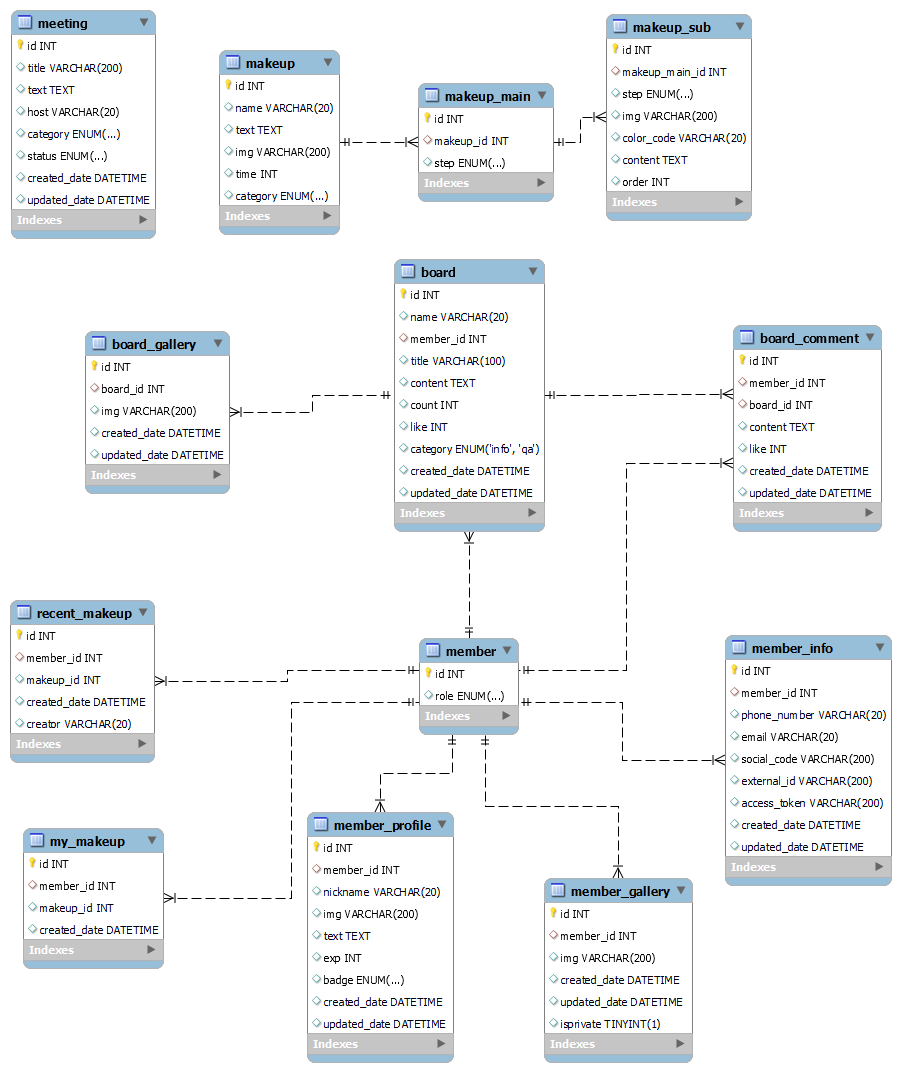 meeting
id INT
title VARCHAR(200)
text TEXT
host VARCHAR(20)
category ENUM(...)
status ENUM(...)
created_date DATETIME
updated_date DATETIME
Indexes
makeup
id INT
name VARCHAR(20)
text TEXT
img VARCHAR(200)
time INT
category ENUM(...)
Indexes
makeup_main
id INT
makeup_id INT
step ENUM(...)
Indexes
makeup_sub
id INT
makeup_main_id INT
step ENUM(...)
img VARCHAR(200)
color_code VARCHAR(20)
content TEXT
order INT
Indexes
board_gallery
id INT
board_id INT
img VARCHAR(200)
created_date DATETIME
updated_date DATETIME
Indexes
board
id INT
name VARCHAR(20)
member_id INT
title VARCHAR(100)
content TEXT
count INT
like INT
category ENUM('info', 'qa')
created_date DATETIME
updated_date DATETIME
Indexes
board_comment
id INT
member_id INT
board_id INT
content TEXT
like INT
created_date DATETIME
updated_date DATETIME
Indexes
recent_makeup
id INT
member_id INT
makeup_id INT
created_date DATETIME
creator VARCHAR(20)
Indexes
member
id INT
role ENUM(...)
Indexes
member_info
id INT
member_id INT
phone_number VARCHAR(20)
email VARCHAR(20)
social_code VARCHAR(200)
external_id VARCHAR(200)
access_token VARCHAR(200)
created_date DATETIME
updated_date DATETIME
Indexes
my_makeup
id INT
member_id INT
makeup_id INT
created_date DATETIME
Indexes
member_profile
id INT
member_id INT
nickname VARCHAR(20)
img VARCHAR(200)
text TEXT
exp INT
badge ENUM(...)
created_date DATETIME
updated_date DATETIME
Indexes
member_gallery
id INT
member_id INT
img VARCHAR(200)
created_date DATETIME
updated_date DATETIME
isprivate TINYINT(1)
Indexes